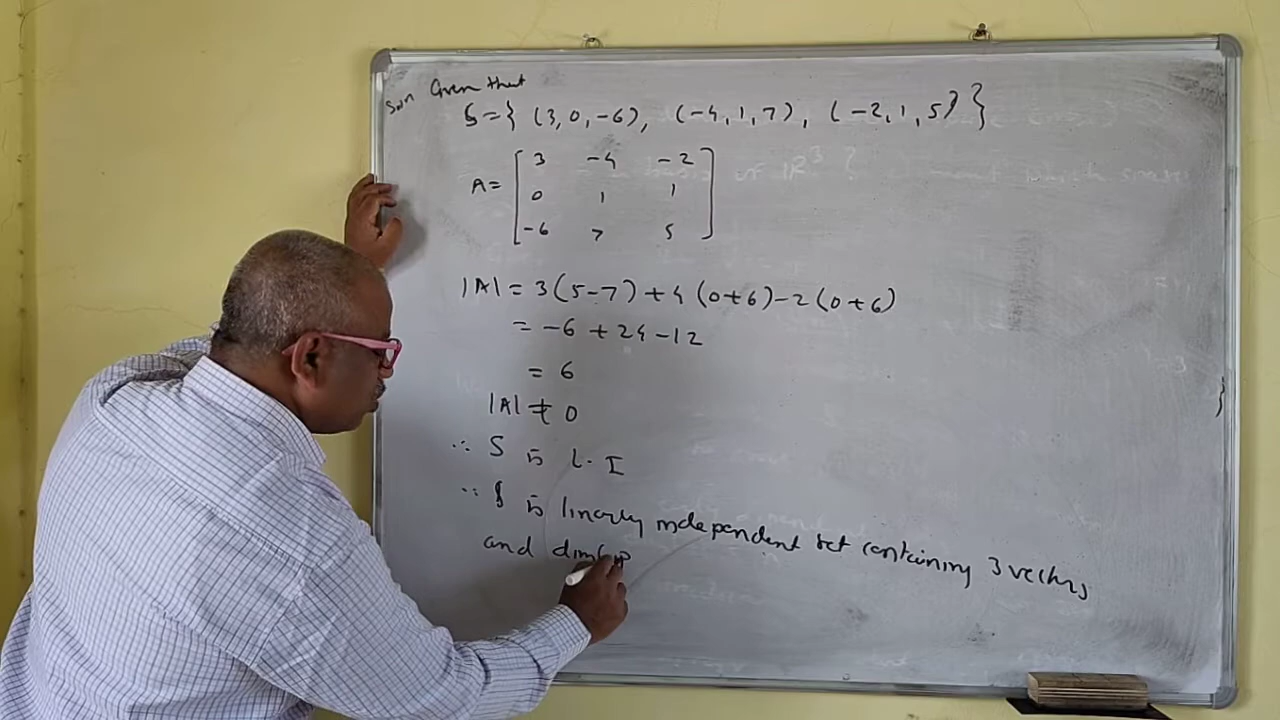 Soln Given that
S = { (3, 0, -6), (-4, 1, 7), (-2, 1, 5) }
A = [ 3 -4 -2
0 1 1
-6 7 5 ]
|A| = 3(5-7) + 4(0+6) - 2(0+6)
= -6 + 24 - 12
= 6
|A| ≠ 0
∴ S is L.I
∵ S is linearly independent set containing 3 vectors
and dim